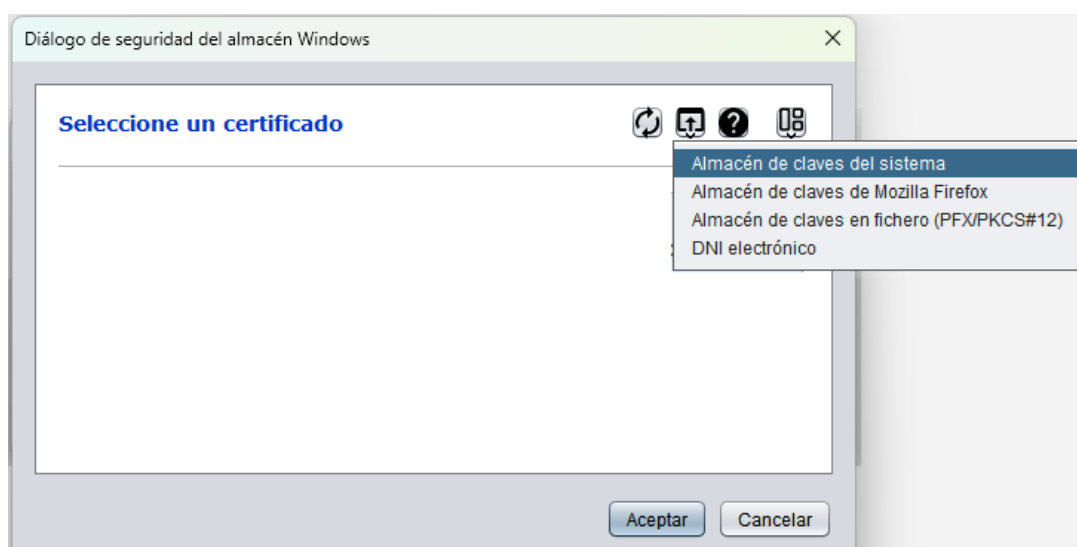 Diálogo de seguridad del almacén Windows
Seleccione un certificado
Almacén de claves del sistema
Almacén de claves de Mozilla Firefox
Almacén de claves en fichero (PFX/PKCS#12)
DNI electrónico
Aceptar
Cancelar